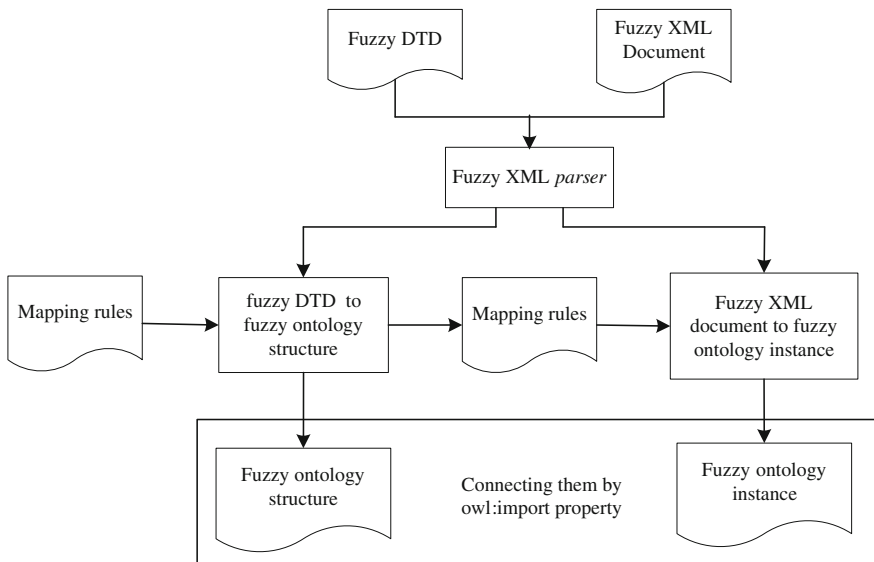 Fuzzy DTD
Fuzzy XML
Document
Fuzzy XML parser
Mapping rules
fuzzy DTD to
fuzzy ontology
structure
Mapping rules
Fuzzy XML
document to fuzzy
ontology instance
Fuzzy ontology
structure
Connecting them by
owl:import property
Fuzzy ontology
instance